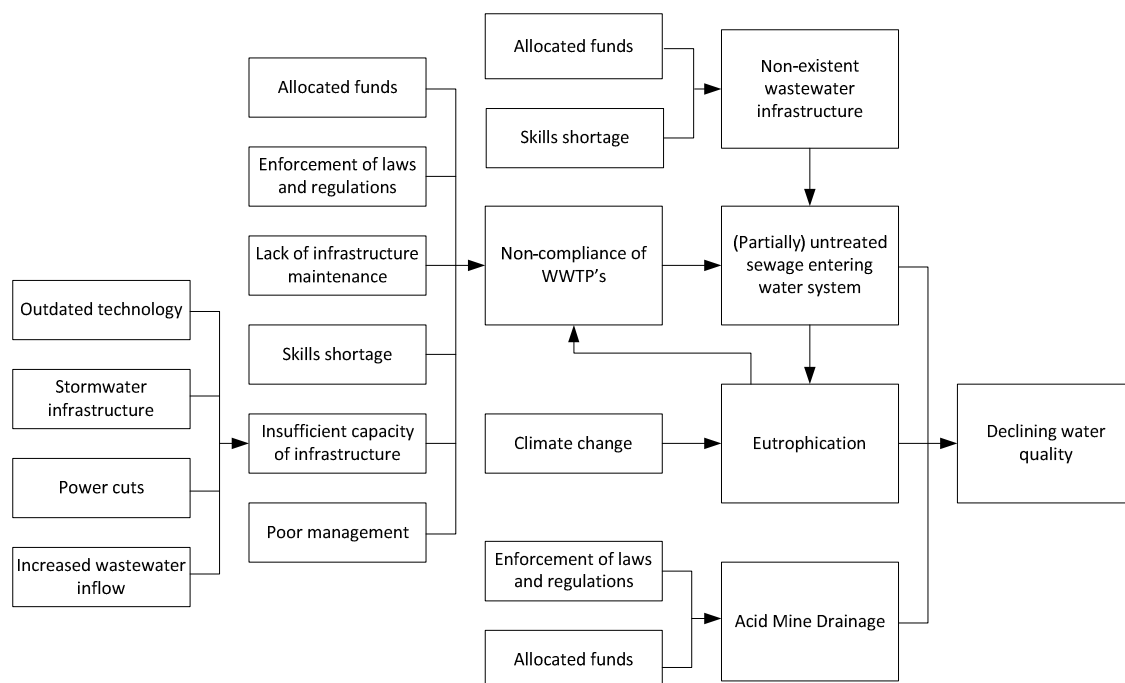 Allocated funds
Skills shortage
Non-existent
wastewater
infrastructure
Allocated funds
Enforcement of laws
and regulations
Lack of infrastructure
maintenance
Skills shortage
Insufficient capacity
of infrastructure
Poor management
Outdated technology
Stormwater
infrastructure
Power cuts
Increased wastewater
inflow
Non-compliance of
WWTP's
(Partially) untreated
sewage entering
water system
Climate change
Eutrophication
Declining water
quality
Enforcement of laws
and regulations
Allocated funds
Acid Mine Drainage